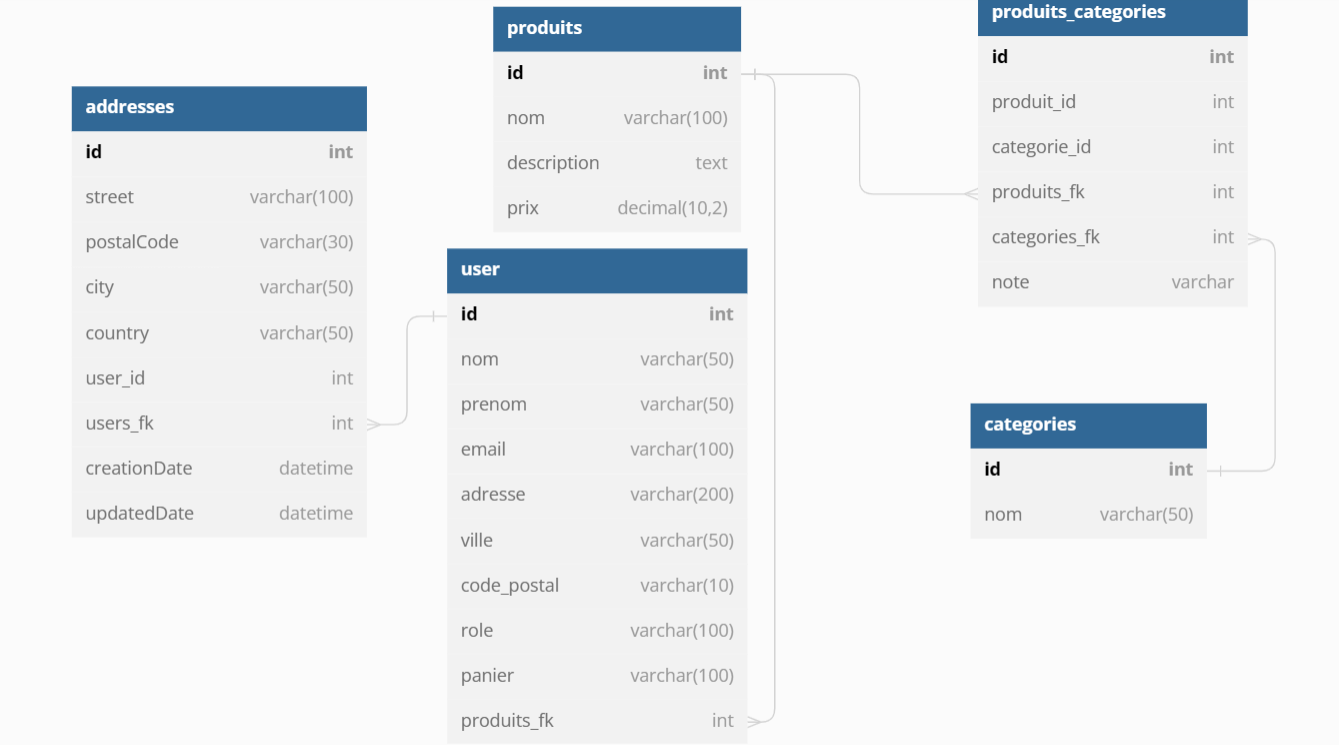 addresses
id int
street varchar(100)
postalCode varchar(30)
city varchar(50)
country varchar(50)
user_id int
users_fk int
creationDate datetime
updatedDate datetime
produits
id int
nom varchar(100)
description text
prix decimal(10,2)
user
id int
nom varchar(50)
prenom varchar(50)
email varchar(100)
adresse varchar(200)
ville varchar(50)
code_postal varchar(10)
role varchar(100)
panier varchar(100)
produits_fk int
produits_categories
id int
produit_id int
categorie_id int
produits_fk int
categories_fk int
note varchar
categories
id int
nom varchar(50)